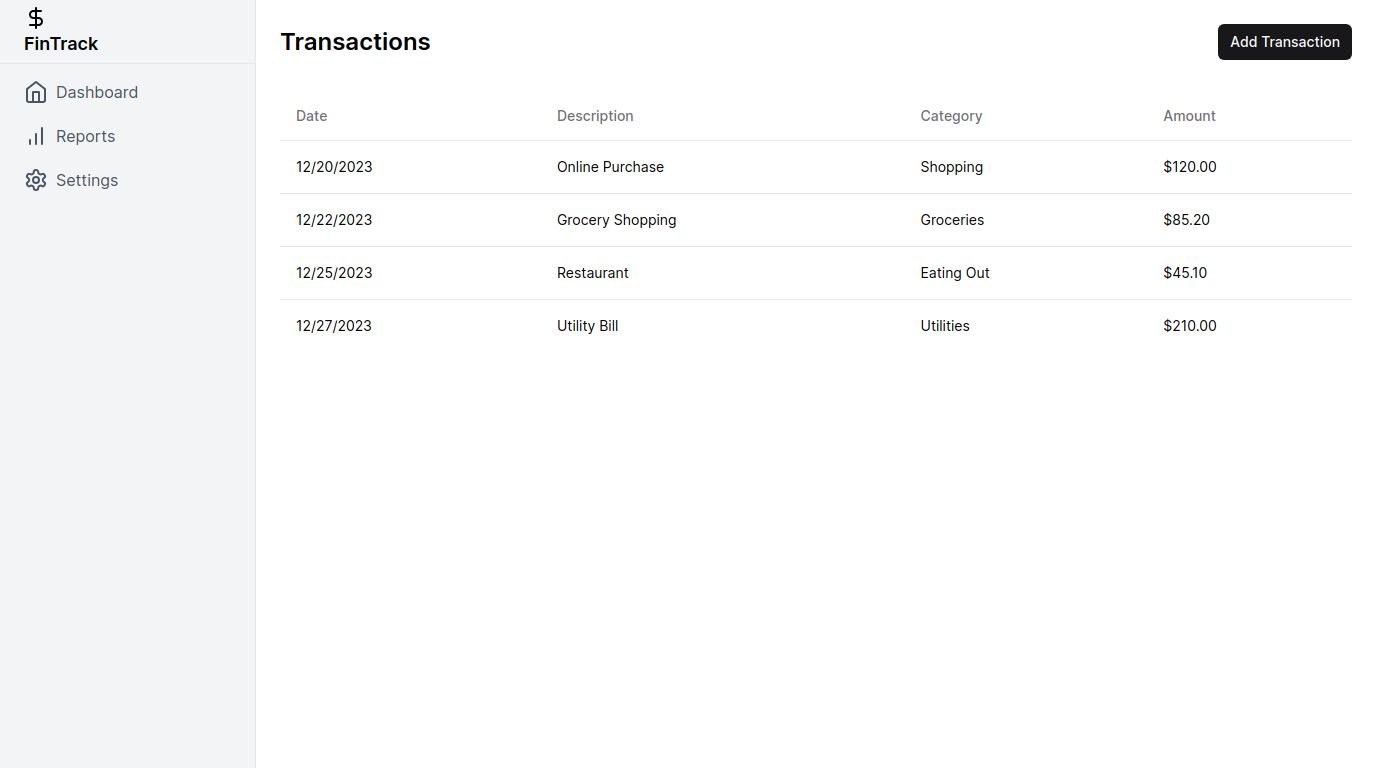 FinTrack
Dashboard
Reports
Settings
Transactions
Add Transaction
Date Description Category Amount
12/20/2023 Online Purchase Shopping $120.00
12/22/2023 Grocery Shopping Groceries $85.20
12/25/2023 Restaurant Eating Out $45.10
12/27/2023 Utility Bill Utilities $210.00